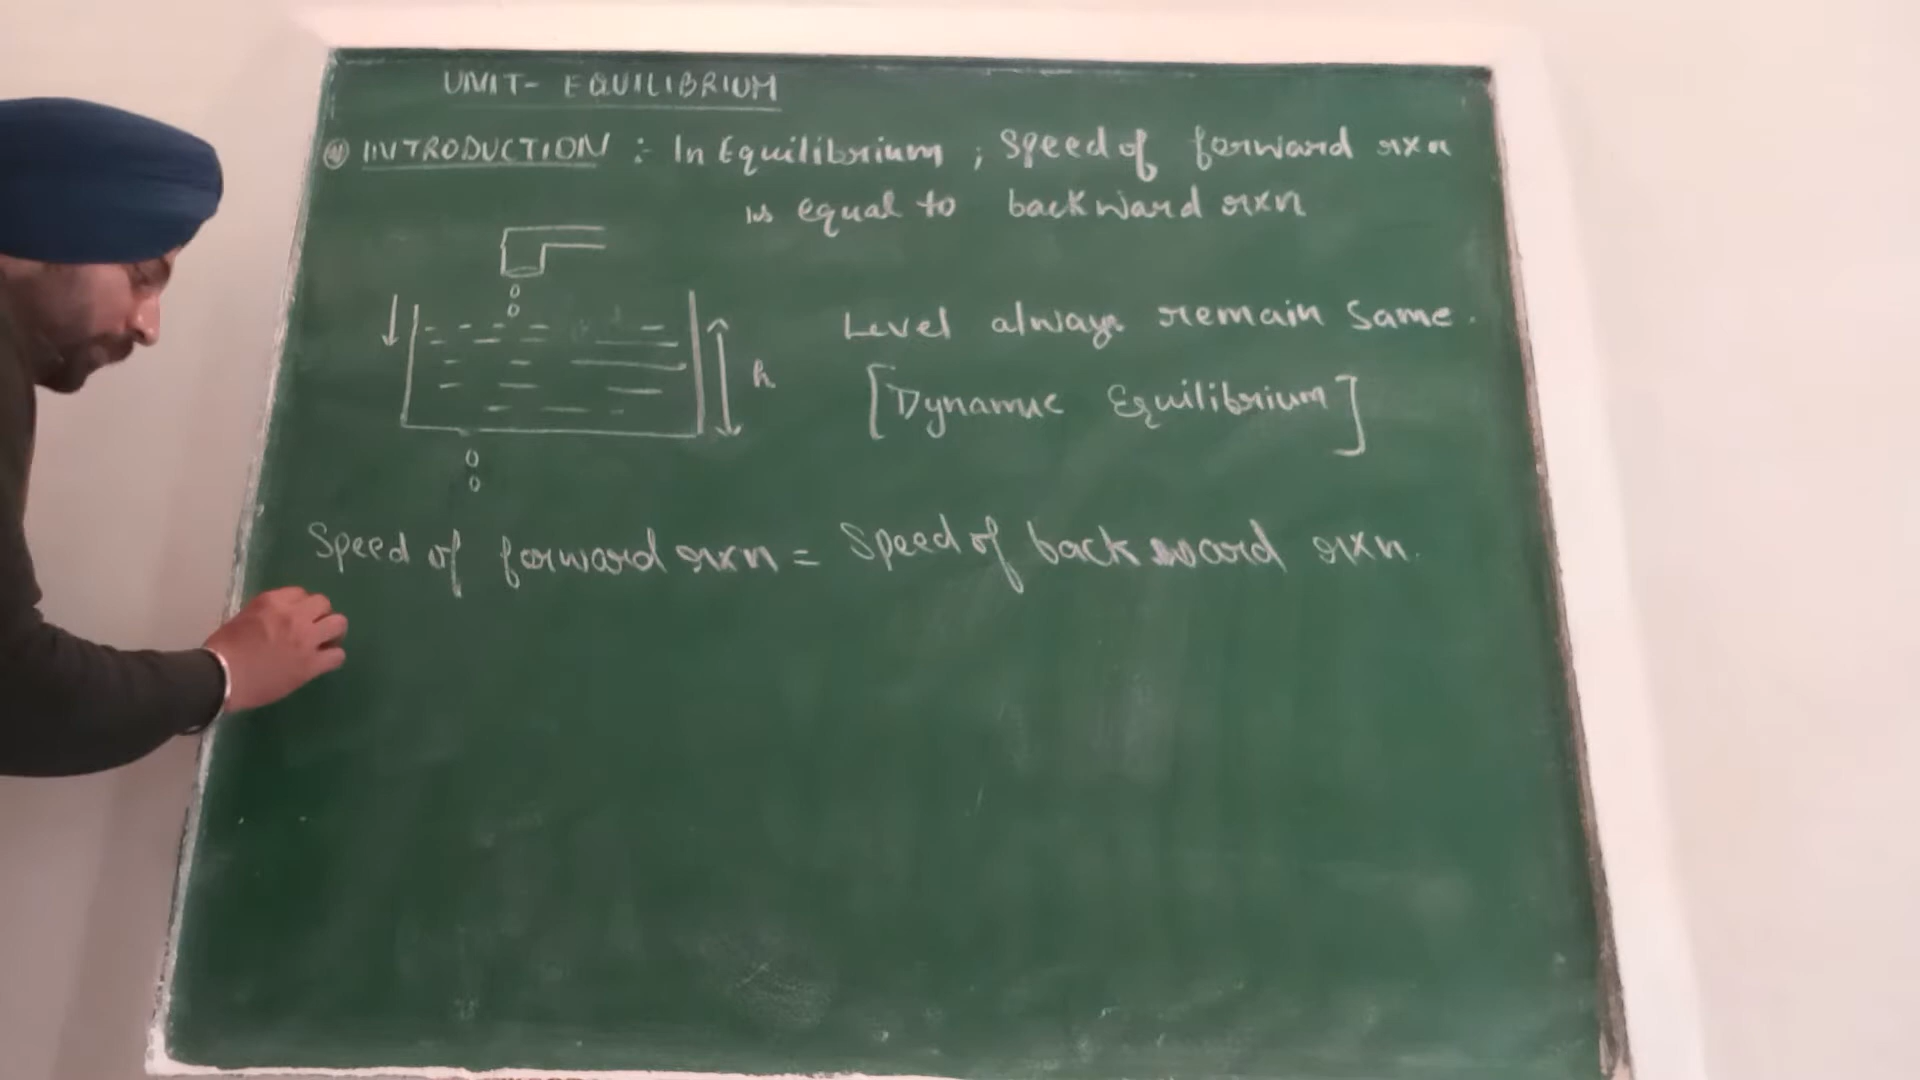 UNIT- EQUILIBRIUM
INTRODUCTION :- In Equilibrium ; Speed of forward rxn
is equal to backward rxn
Level always remain Same.
h
[Dynamic Equilibrium]
Speed of forward rxn = Speed of backward rxn.